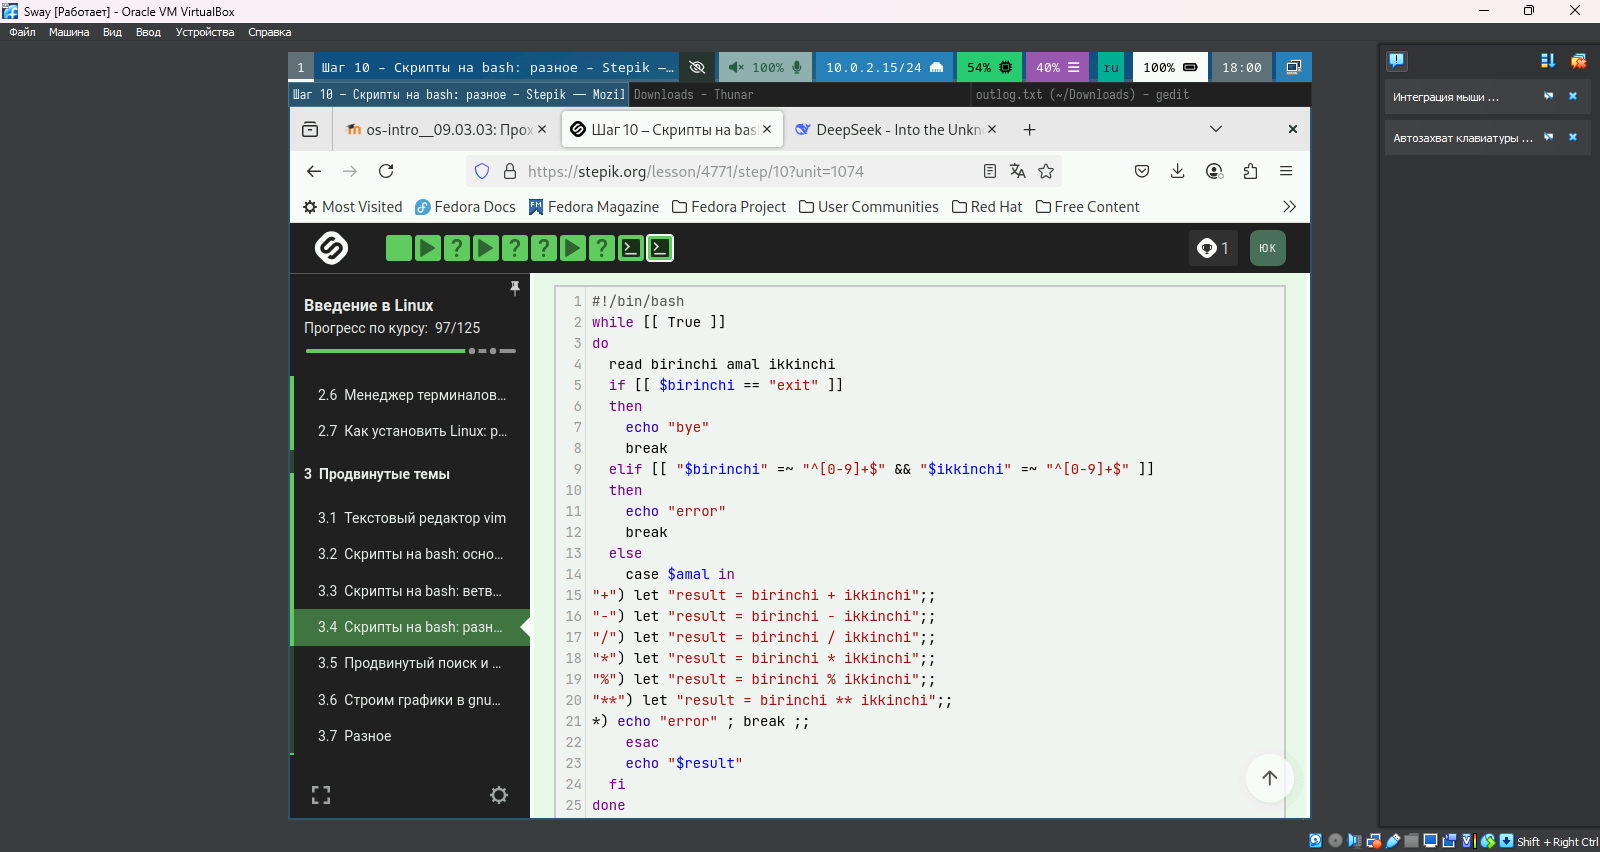 Sway [Работает] - Oracle VM VirtualBox
Файл Машина Вид Ввод Устройства Справка
1 Шаг 10 – Скрипты на bash: разное – Stepik —… 100% 10.0.2.15/24 54% 40% ru 100% 18:00
Шаг 10 – Скрипты на bash: разное – Stepik —– Mozil Downloads – Thunar outlog.txt (~/Downloads) – gedit
os-intro__09.03.03: Прох Шаг 10 – Скрипты на bas DeepSeek - Into the Unkn
https://stepik.org/lesson/4771/step/10?unit=1074
Most Visited Fedora Docs Fedora Magazine Fedora Project User Communities Red Hat Free Content
1 ЮК
Введение в Linux
Прогресс по курсу: 97/125
2.6 Менеджер терминалов…
2.7 Как установить Linux: р…
3 Продвинутые темы
3.1 Текстовый редактор vim
3.2 Скрипты на bash: осно…
3.3 Скрипты на bash: ветв…
3.4 Скрипты на bash: разн…
3.5 Продвинутый поиск и …
3.6 Строим графики в gnu…
3.7 Разное
1 #!/bin/bash
2 while [[ True ]]
3 do
4   read birinchi amal ikkinchi
5   if [[ $birinchi == "exit" ]]
6   then
7     echo "bye"
8     break
9   elif [[ "$birinchi" =~ "^[0-9]+$" && "$ikkinchi" =~ "^[0-9]+$" ]]
10   then
11     echo "error"
12     break
13   else
14     case $amal in
15 "+") let "result = birinchi + ikkinchi";;
16 "-") let "result = birinchi - ikkinchi";;
17 "/") let "result = birinchi / ikkinchi";;
18 "*") let "result = birinchi * ikkinchi";;
19 "%") let "result = birinchi % ikkinchi";;
20 "**") let "result = birinchi ** ikkinchi";;
21 *) echo "error" ; break ;;
22     esac
23     echo "$result"
24   fi
25 done
Интеграция мыши ...
Автозахват клавиатуры ...
Shift + Right Ctrl